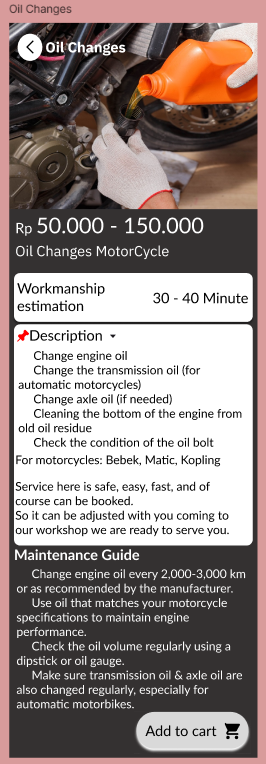 Oil Changes
Oil Changes
Rp 50.000 - 150.000
Oil Changes MotorCycle
Workmanship
estimation
30 - 40 Minute
Description
Change engine oil
Change the transmission oil (for
automatic motorcycles)
Change axle oil (if needed)
Cleaning the bottom of the engine from
old oil residue
Check the condition of the oil bolt
For motorcycles: Bebek, Matic, Kopling
Service here is safe, easy, fast, and of
course can be booked.
So it can be adjusted with you coming to
our workshop we are ready to serve you.
Maintenance Guide
Change engine oil every 2,000-3,000 km
or as recommended by the manufacturer.
Use oil that matches your motorcycle
specifications to maintain engine
performance.
Check the oil volume regularly using a
dipstick or oil gauge.
Make sure transmission oil & axle oil are
also changed regularly, especially for
automatic motorbikes.
Add to cart